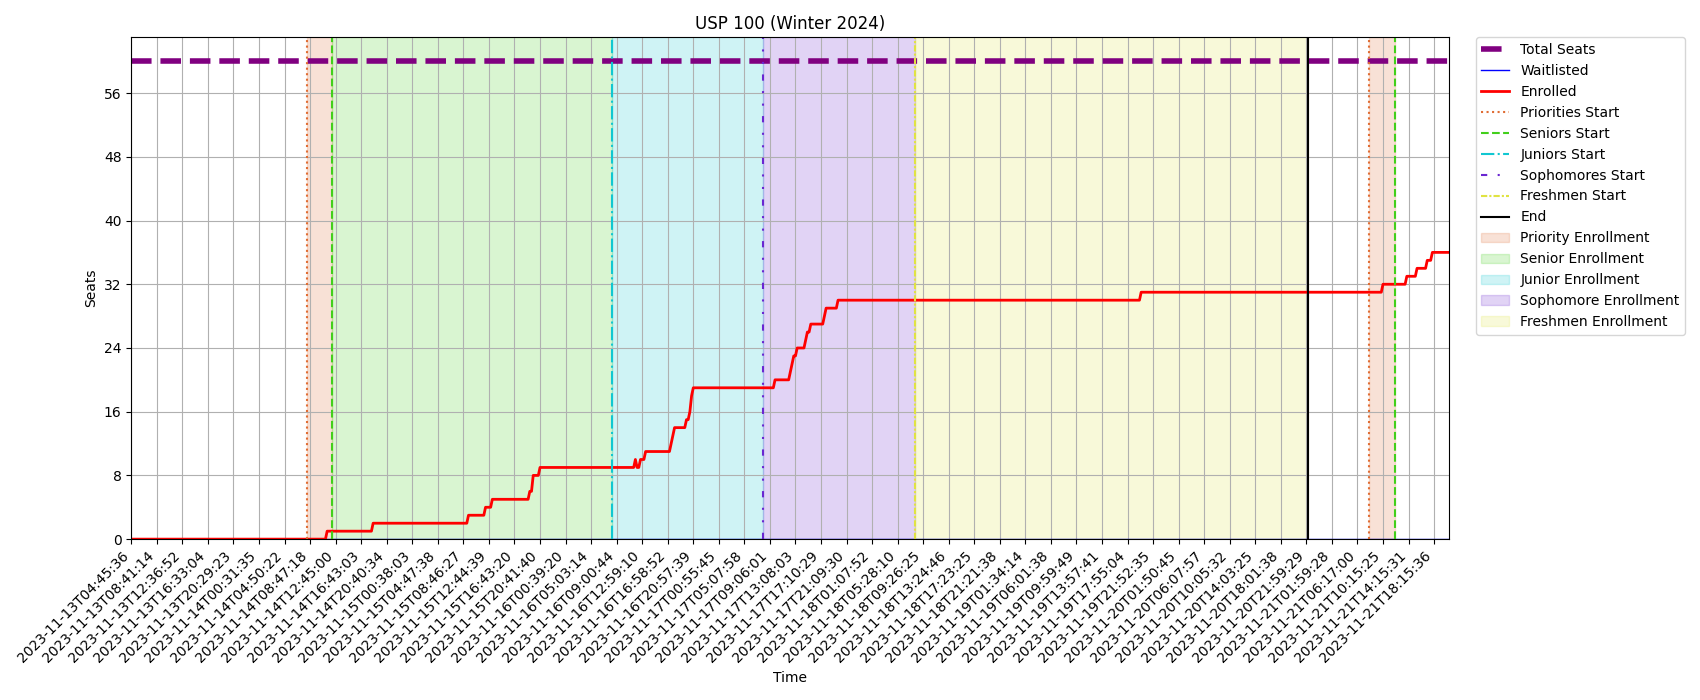 USP 100 (Winter 2024)
Seats
56
48
40
32
24
16
8
0
2023-11-13T04:45:36
2023-11-13T08:41:14
2023-11-13T12:36:52
2023-11-13T16:33:04
2023-11-13T20:29:23
2023-11-14T00:31:35
2023-11-14T04:50:22
2023-11-14T08:47:18
2023-11-14T12:45:00
2023-11-14T16:43:03
2023-11-14T20:40:34
2023-11-15T00:38:03
2023-11-15T04:47:38
2023-11-15T08:46:27
2023-11-15T12:44:39
2023-11-15T16:43:20
2023-11-15T20:41:40
2023-11-16T00:39:20
2023-11-16T05:03:14
2023-11-16T09:00:44
2023-11-16T12:59:10
2023-11-16T16:58:52
2023-11-16T20:57:39
2023-11-17T00:55:45
2023-11-17T05:07:58
2023-11-17T09:06:01
2023-11-17T13:08:03
2023-11-17T17:10:29
2023-11-17T21:09:30
2023-11-18T01:07:52
2023-11-18T05:28:10
2023-11-18T09:26:25
2023-11-18T13:24:46
2023-11-18T17:23:25
2023-11-18T21:21:38
2023-11-19T01:34:14
2023-11-19T06:01:38
2023-11-19T09:59:49
2023-11-19T13:57:41
2023-11-19T17:55:04
2023-11-19T21:52:35
2023-11-20T01:50:45
2023-11-20T06:07:57
2023-11-20T10:05:32
2023-11-20T14:03:25
2023-11-20T18:01:38
2023-11-20T21:59:29
2023-11-21T01:59:28
2023-11-21T06:17:00
2023-11-21T10:15:25
2023-11-21T14:15:31
2023-11-21T18:15:36
Time
Total Seats
Waitlisted
Enrolled
Priorities Start
Seniors Start
Juniors Start
Sophomores Start
Freshmen Start
End
Priority Enrollment
Senior Enrollment
Junior Enrollment
Sophomore Enrollment
Freshmen Enrollment